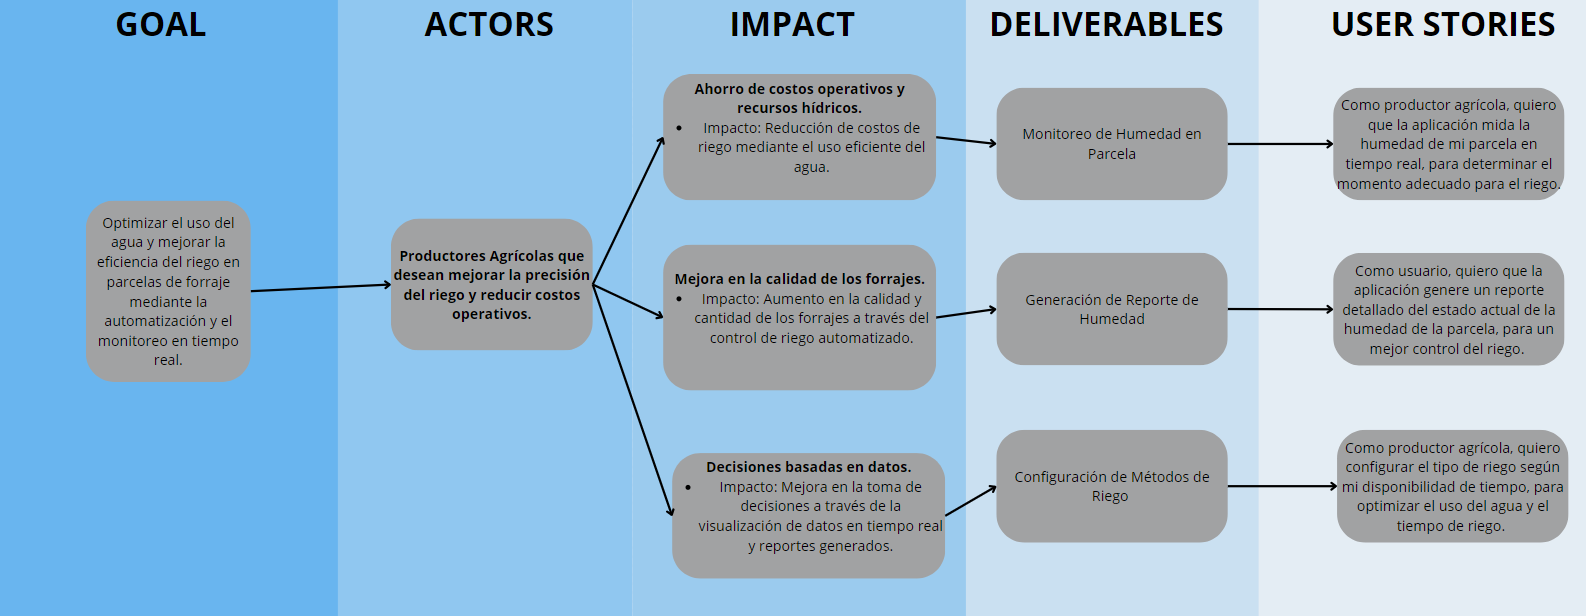 GOAL
ACTORS
IMPACT
DELIVERABLES
USER STORIES
Optimizar el uso del
agua y mejorar la
eficiencia del riego en
parcelas de forraje
mediante la
automatización y el
monitoreo en tiempo
real.
Productores Agrícolas que
desean mejorar la precisión
del riego y reducir costos
operativos.
Ahorro de costos operativos y
recursos hídricos.
• Impacto: Reducción de costos de
riego mediante el uso eficiente del
agua.
Mejora en la calidad de los forrajes.
• Impacto: Aumento en la calidad y
cantidad de los forrajes a través del
control de riego automatizado.
Decisiones basadas en datos.
• Impacto: Mejora en la toma de
decisiones a través de la
visualización de datos en tiempo real
y reportes generados.
Monitoreo de Humedad en
Parcela
Generación de Reporte de
Humedad
Configuración de Métodos de
Riego
Como productor agrícola, quiero
que la aplicación mida la
humedad de mi parcela en
tiempo real, para determinar el
momento adecuado para el riego.
Como usuario, quiero que la
aplicación genere un reporte
detallado del estado actual de la
humedad de la parcela, para un
mejor control del riego.
Como productor agrícola, quiero
configurar el tipo de riego según
mi disponibilidad de tiempo, para
optimizar el uso del agua y el
tiempo de riego.